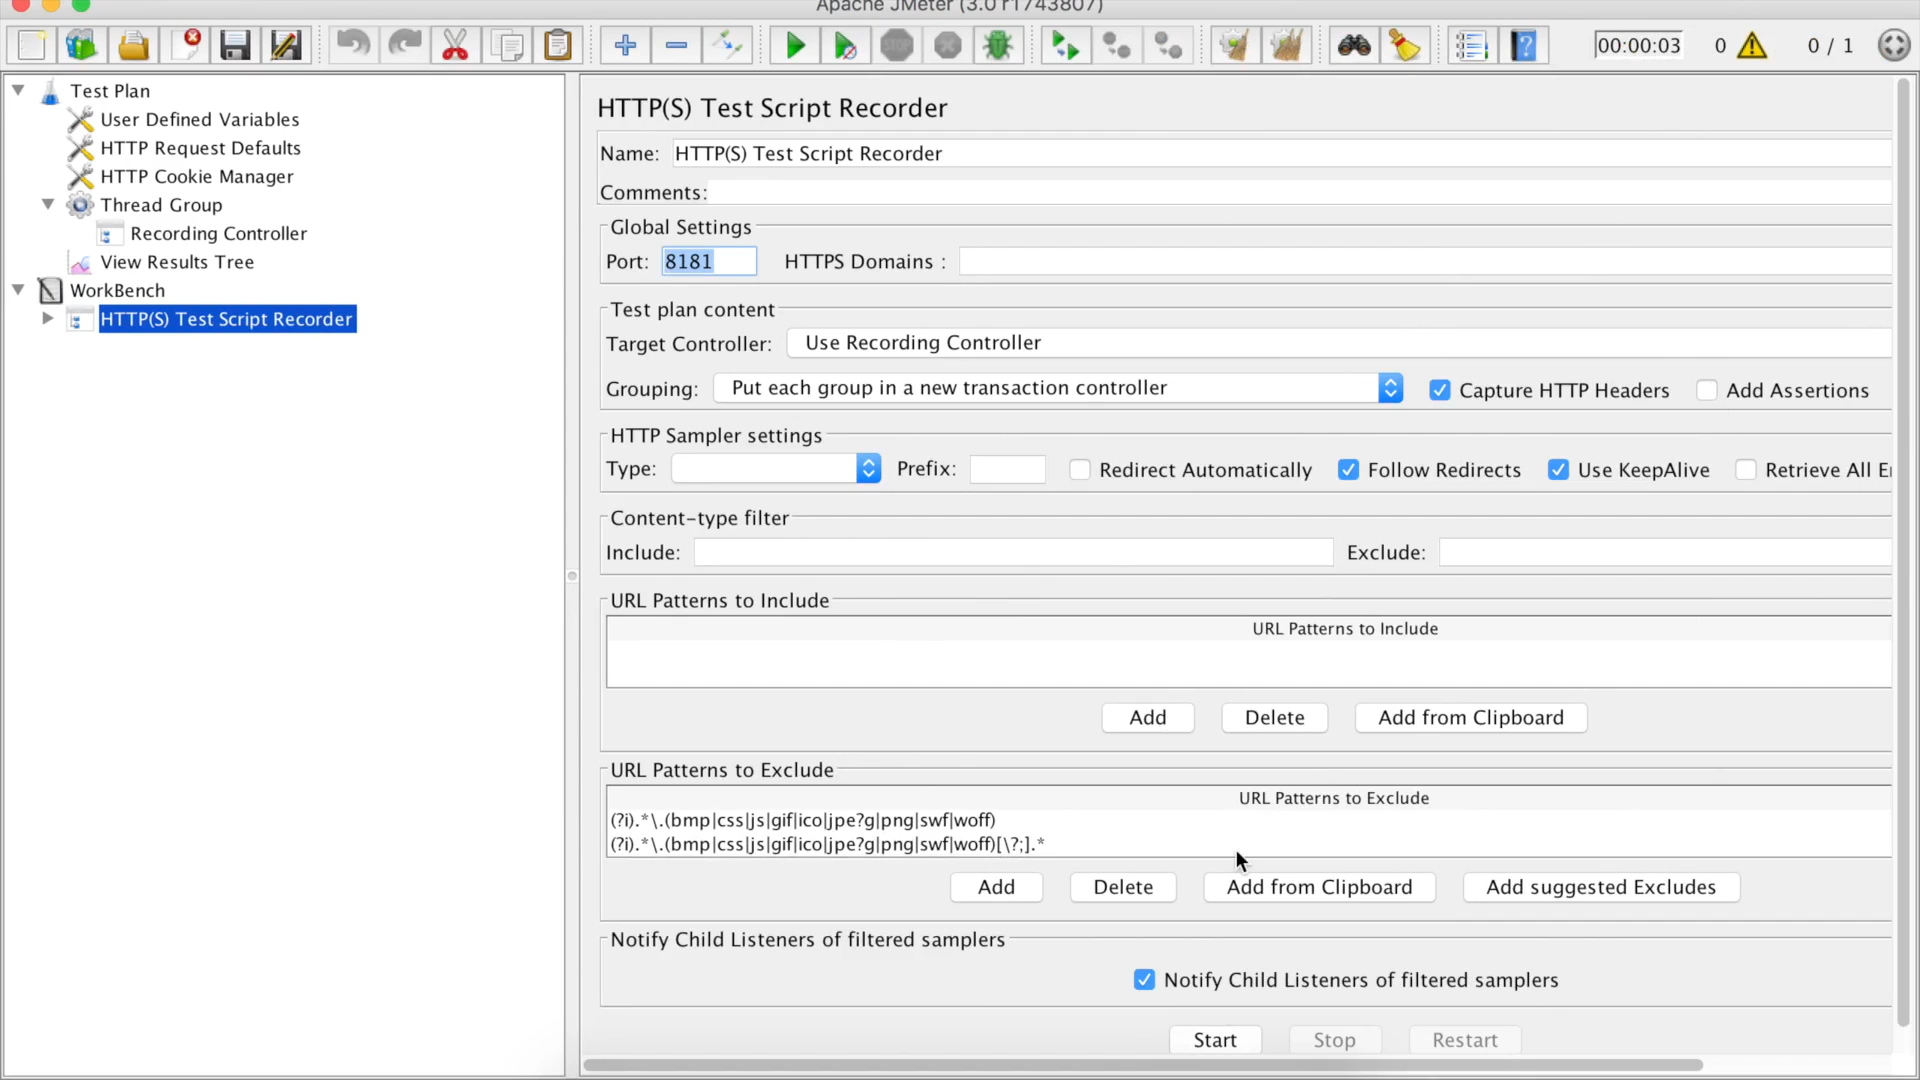 Apache JMeter (3.0 r1743807)
00:00:03 0 0 / 1
Test Plan
User Defined Variables
HTTP Request Defaults
HTTP Cookie Manager
Thread Group
Recording Controller
View Results Tree
WorkBench
HTTP(S) Test Script Recorder
HTTP(S) Test Script Recorder
Name: HTTP(S) Test Script Recorder
Comments:
Global Settings
Port: 8181 HTTPS Domains :
Test plan content
Target Controller: Use Recording Controller
Grouping: Put each group in a new transaction controller Capture HTTP Headers Add Assertions
HTTP Sampler settings
Type: Prefix: Redirect Automatically Follow Redirects Use KeepAlive Retrieve All E
Content-type filter
Include: Exclude:
URL Patterns to Include
URL Patterns to Include
Add Delete Add from Clipboard
URL Patterns to Exclude
URL Patterns to Exclude
(?i).*\.(bmp|css|js|gif|ico|jpe?g|png|swf|woff)
(?i).*\.(bmp|css|js|gif|ico|jpe?g|png|swf|woff)[\?;].*
Add Delete Add from Clipboard Add suggested Excludes
Notify Child Listeners of filtered samplers
Notify Child Listeners of filtered samplers
Start Stop Restart